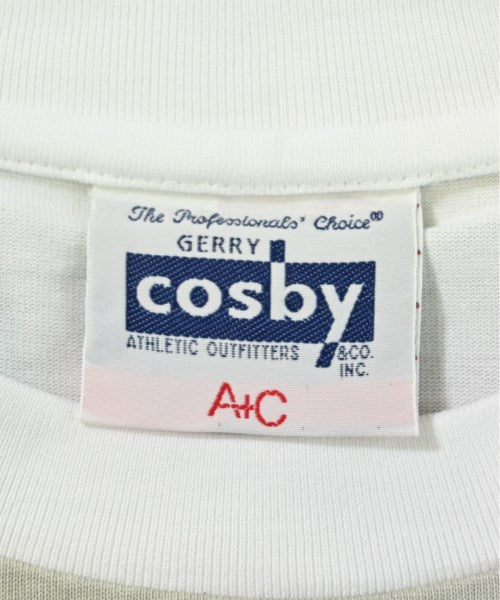 The Professionals' Choice®
GERRY
cosby
ATHLETIC OUTFITTERS &CO.
INC.
A+C